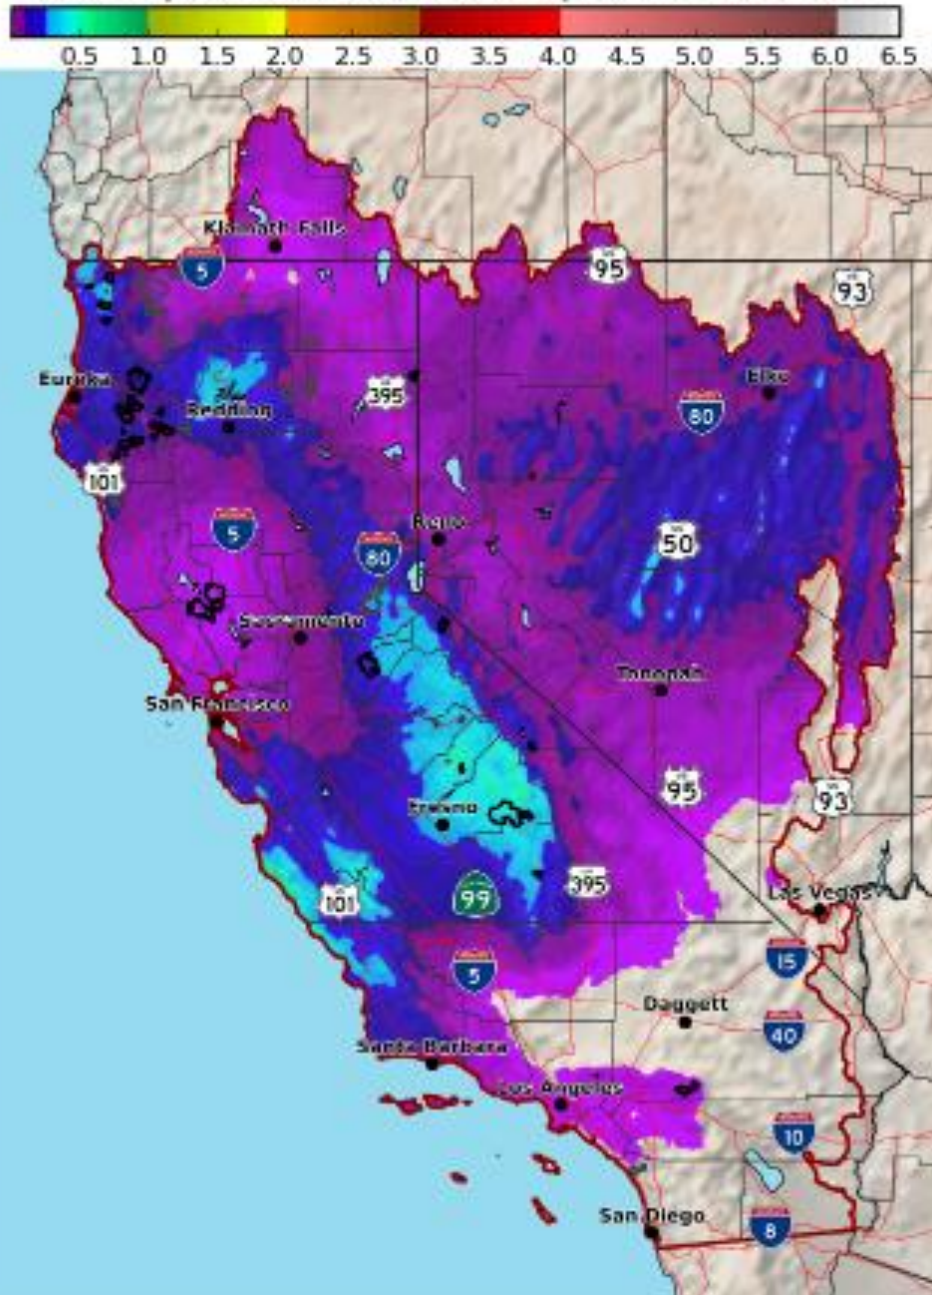 0.5 1.0 1.5 2.0 2.5 3.0 3.5 4.0 4.5 5.0 5.5 6.0 6.5
Klamath Falls
5
95
93
Eureka
Elko
395
80
Redding
101
5
Reno
50
80
Sacramento
Tonopah
San Francisco
95
93
Fresno
395
Las Vegas
101
99
15
5
Daggett
40
Santa Barbara
Los Angeles
10
San Diego
8